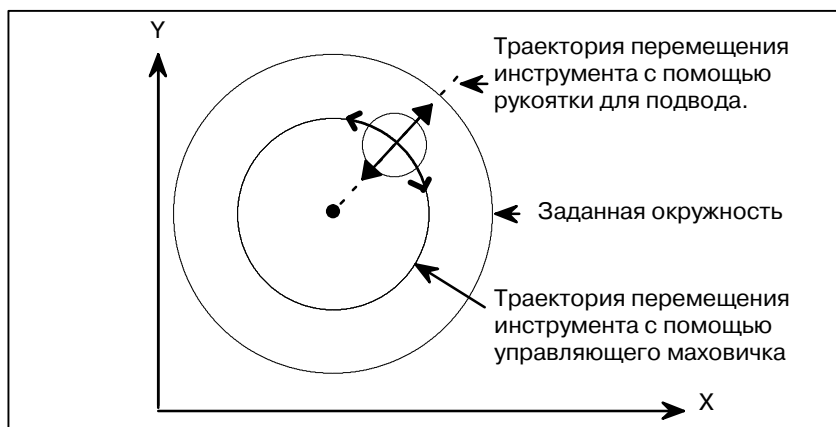 Y
Траектория перемещения
инструмента с помощью
рукоятки для подвода.
Заданная окружность
Траектория перемещения
инструмента с помощью
управляющего маховичка
X